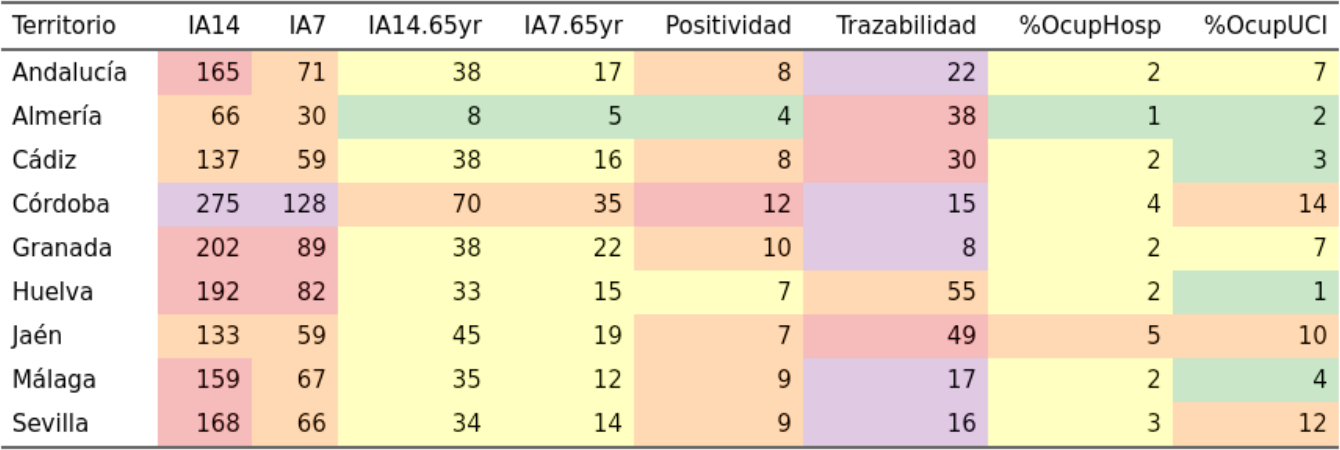 Territorio IA14 IA7 IA14.65yr IA7.65yr Positividad Trazabilidad %OcupHosp %OcupUCI
Andalucía 165 71 38 17 8 22 2 7
Almería 66 30 8 5 4 38 1 2
Cádiz 137 59 38 16 8 30 2 3
Córdoba 275 128 70 35 12 15 4 14
Granada 202 89 38 22 10 8 2 7
Huelva 192 82 33 15 7 55 2 1
Jaén 133 59 45 19 7 49 5 10
Málaga 159 67 35 12 9 17 2 4
Sevilla 168 66 34 14 9 16 3 12